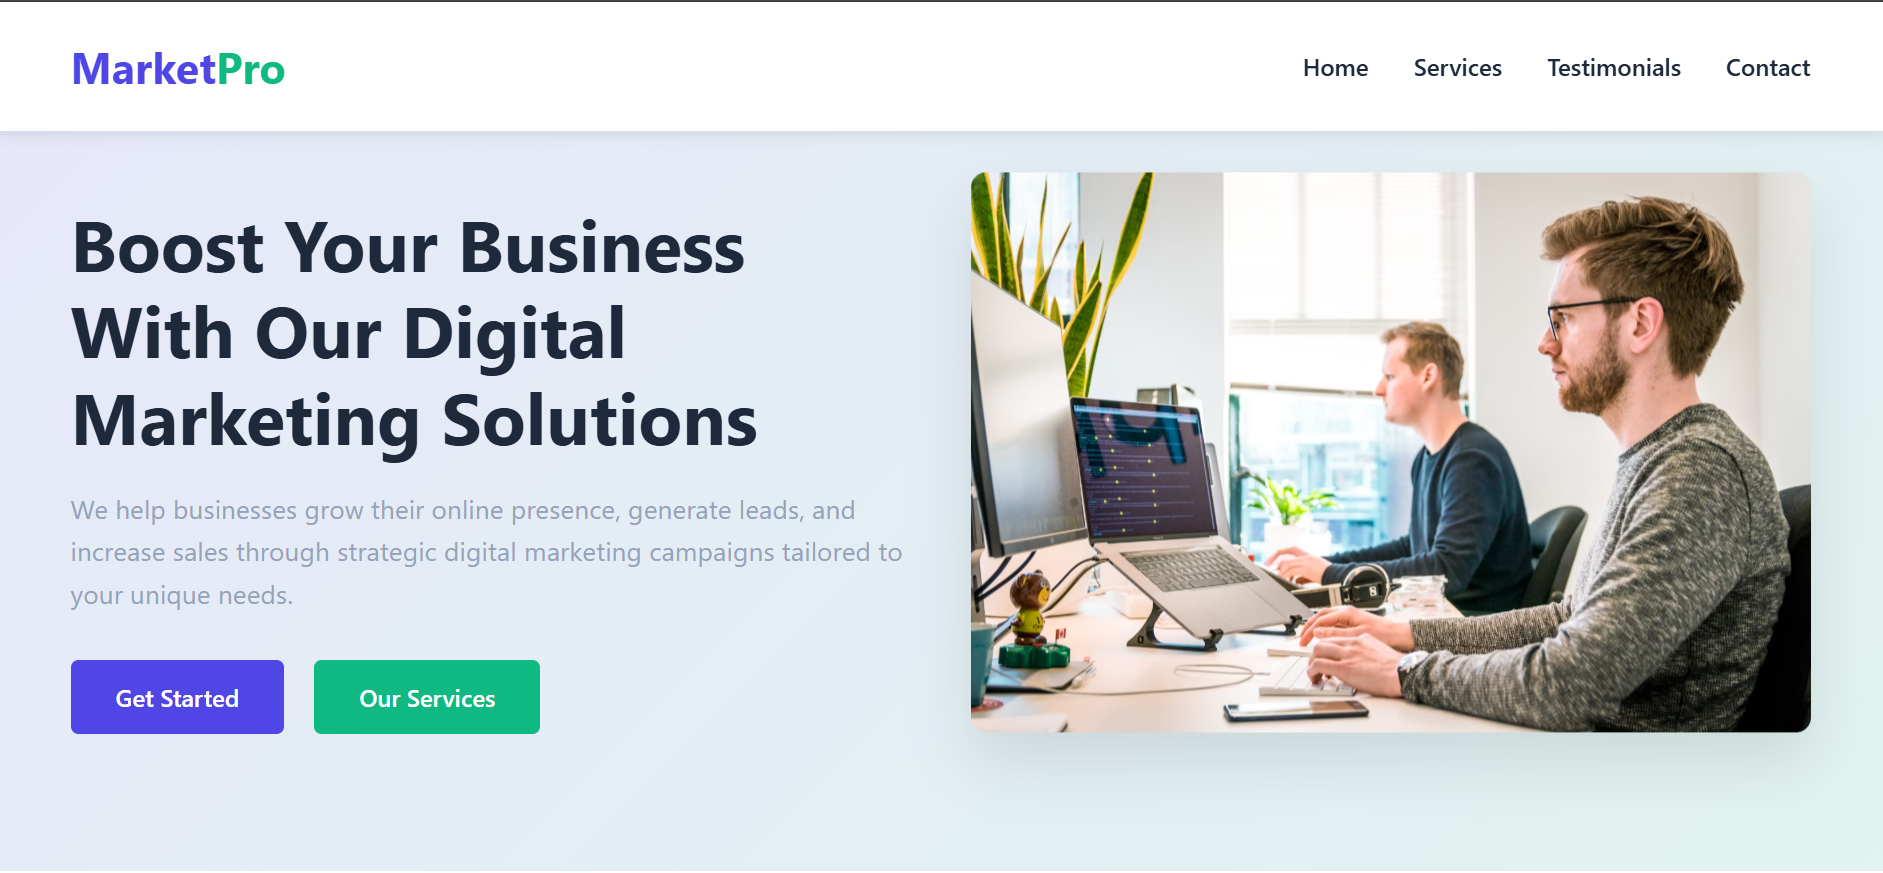 MarketPro
Home Services Testimonials Contact
Boost Your Business
With Our Digital
Marketing Solutions
We help businesses grow their online presence, generate leads, and
increase sales through strategic digital marketing campaigns tailored to
your unique needs.
Get Started Our Services